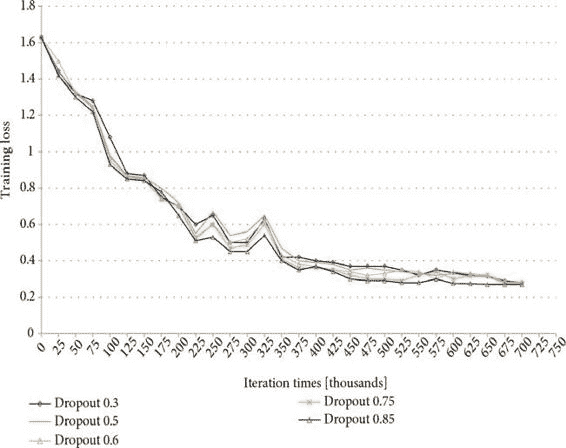 1.8
1.6
1.4
1.2
1
0.8
0.6
0.4
0.2
0
Training loss
0 25 50 75 100 125 150 175 200 225 250 275 300 325 350 375 400 425 450 475 500 525 550 575 600 625 650 675 700 725 750
Iteration times [thousands]
Dropout 0.3
Dropout 0.5
Dropout 0.6
Dropout 0.75
Dropout 0.85